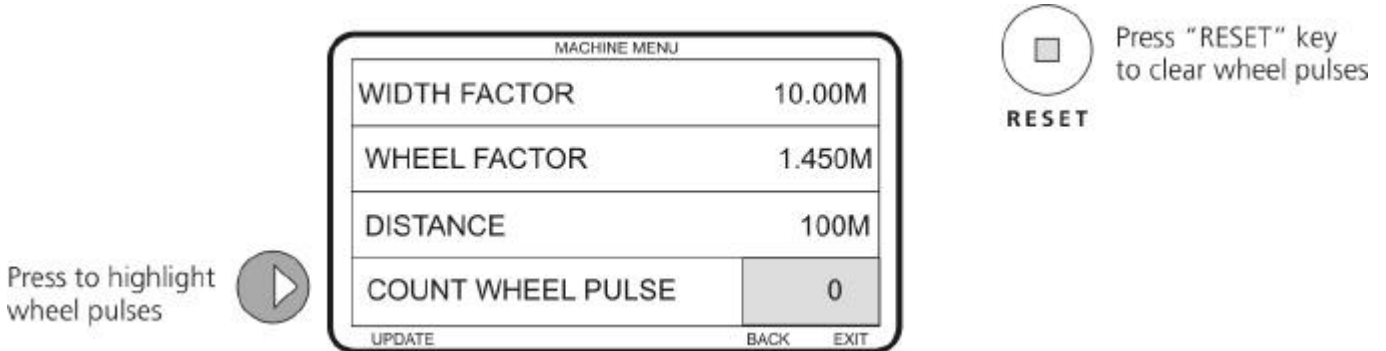 MACHINE MENU
WIDTH FACTOR 10.00M
WHEEL FACTOR 1.450M
DISTANCE 100M
COUNT WHEEL PULSE 0
UPDATE BACK EXIT
Press to highlight
wheel pulses
Press "RESET" key
to clear wheel pulses
RESET